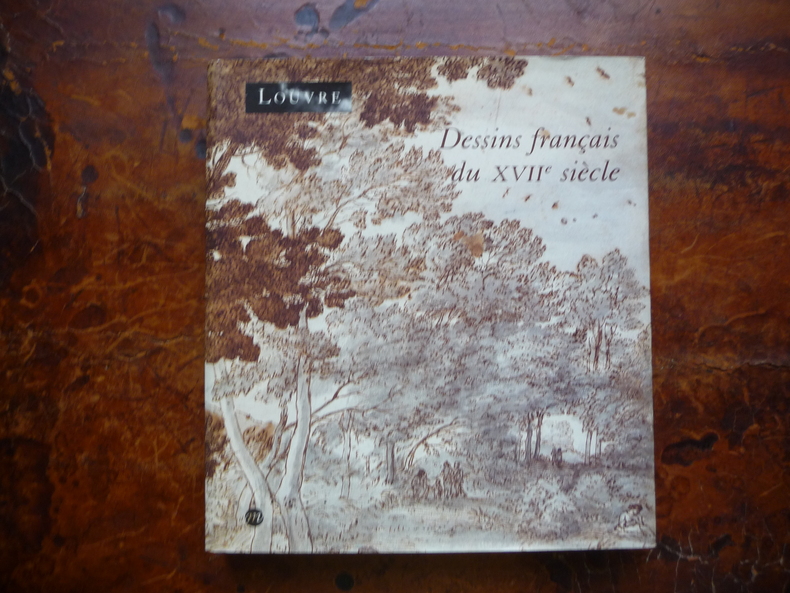 LOUVRE
Dessins français
du XVIIe siècle
m